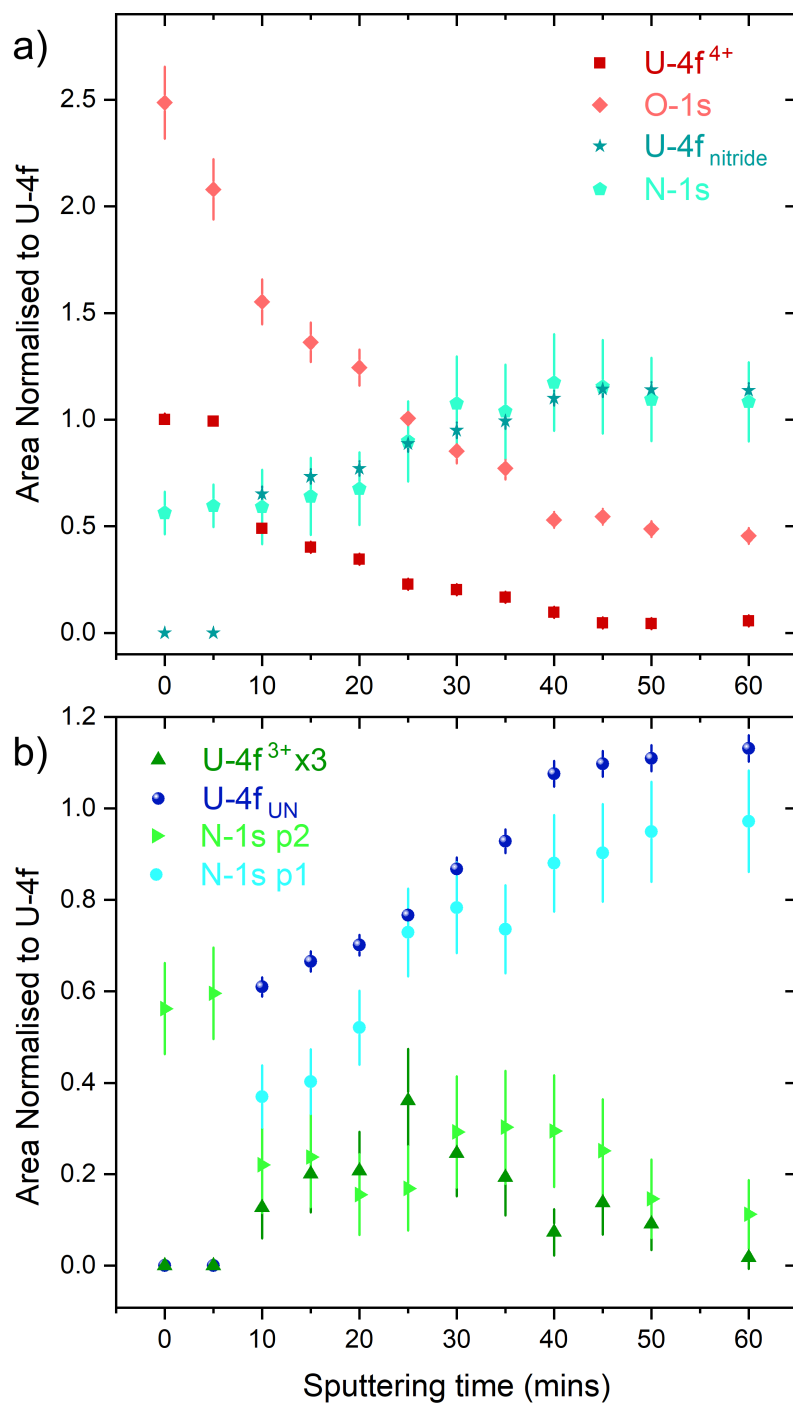 a)
U-4f 4+
O-1s
U-4f nitride
N-1s
Area Normalised to U-4f
2.5
2.0
1.5
1.0
0.5
0.0
0 10 20 30 40 50 60
b)
U-4f 3+ x3
U-4f UN
N-1s p2
N-1s p1
Area Normalised to U-4f
1.2
1.0
0.8
0.6
0.4
0.2
0.0
0 10 20 30 40 50 60
Sputtering time (mins)